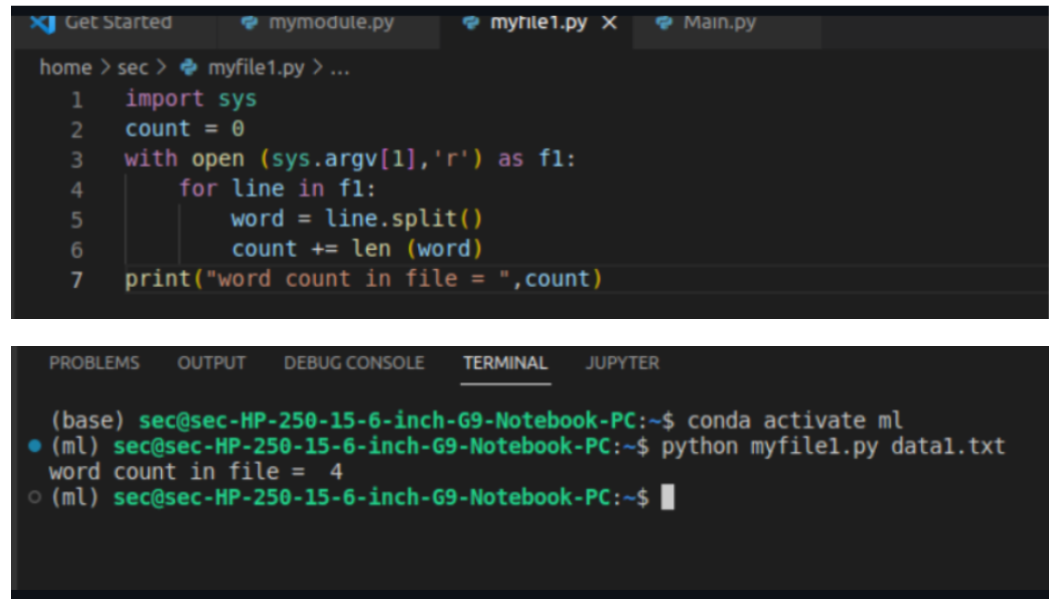 Get Started mymodule.py myfile1.py × Main.py
home > sec > myfile1.py > ...
1 import sys
2 count = 0
3 with open (sys.argv[1],'r') as f1:
4 for line in f1:
5 word = line.split()
6 count += len (word)
7 print("word count in file = ",count)
PROBLEMS OUTPUT DEBUG CONSOLE TERMINAL JUPYTER
(base) sec@sec-HP-250-15-6-inch-G9-Notebook-PC:~$ conda activate ml
(ml) sec@sec-HP-250-15-6-inch-G9-Notebook-PC:~$ python myfile1.py data1.txt
word count in file =  4
(ml) sec@sec-HP-250-15-6-inch-G9-Notebook-PC:~$